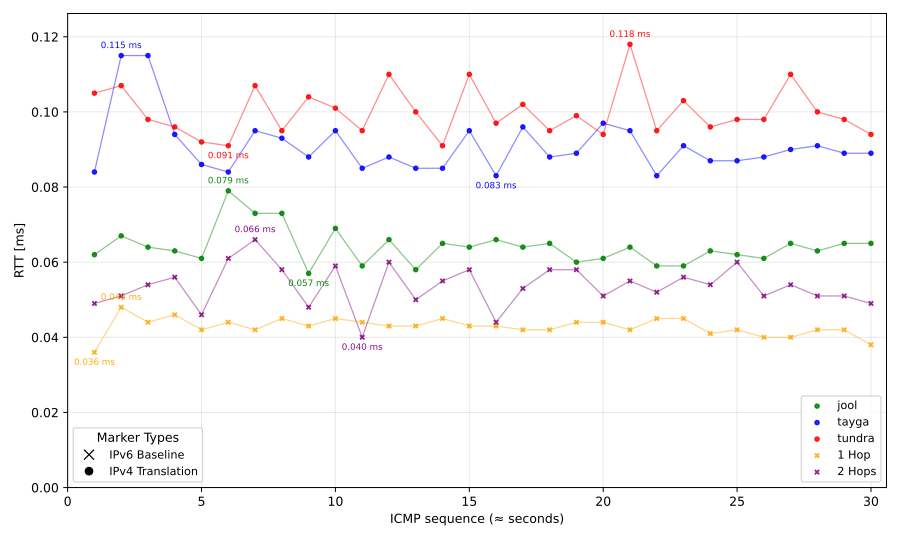 0.12
0.10
0.08
0.06
0.04
0.02
0.00
RTT [ms]
0.115 ms
0.118 ms
0.091 ms
0.079 ms
0.083 ms
0.066 ms
0.057 ms
0.040 ms
0.036 ms
Marker Types
IPv6 Baseline
IPv4 Translation
jool
tayga
tundra
1 Hop
2 Hops
0
5
10
15
20
25
30
ICMP sequence (≈ seconds)